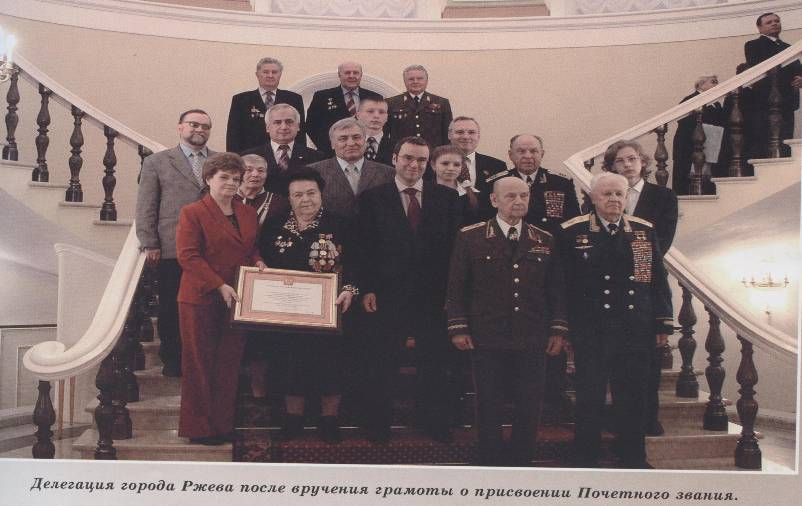 Делегация города Ржева после вручения грамоты о присвоении Почетного звания.